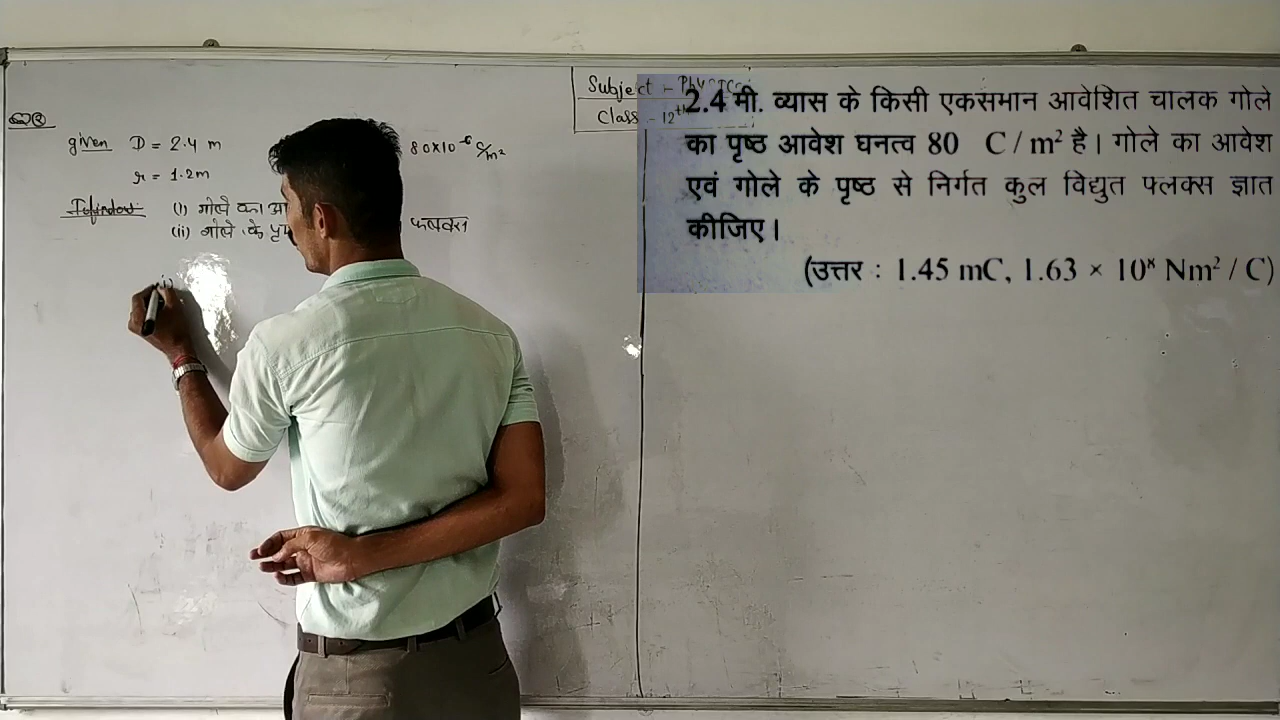 given D = 2.4 m
80×10⁻⁶ C/m²
r = 1.2m
(i) गोले का आ
(ii) गोले के पृष
Subject :-
Class :- 12th
2.4 मी. व्यास के किसी एकसमान आवेशित चालक गोले
का पृष्ठ आवेश घनत्व 80 C / m² है। गोले का आवेश
एवं गोले के पृष्ठ से निर्गत कुल विद्युत फ्लक्स ज्ञात
कीजिए।
(उत्तर : 1.45 mC, 1.63 × 10⁸ Nm² / C)